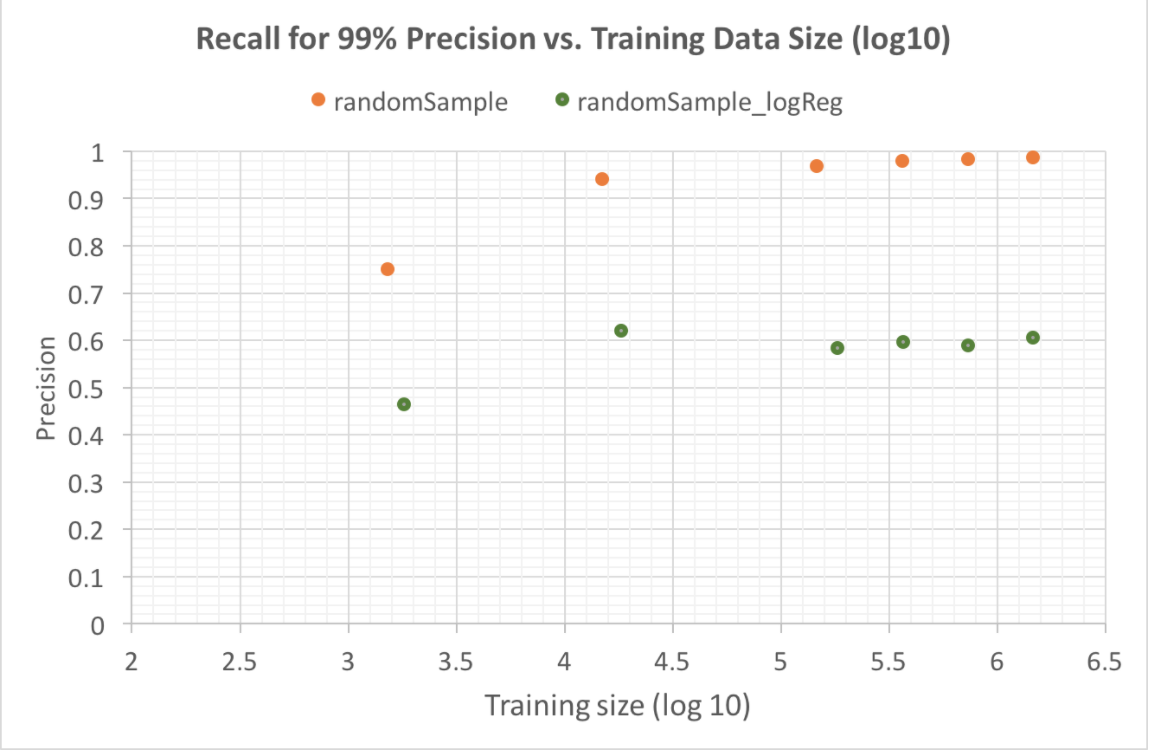 Recall for 99% Precision vs. Training Data Size (log10)
randomSample randomSample_logReg
1
0.9
0.8
0.7
0.6
0.5
0.4
0.3
0.2
0.1
0
Precision
2 2.5 3 3.5 4 4.5 5 5.5 6 6.5
Training size (log 10)